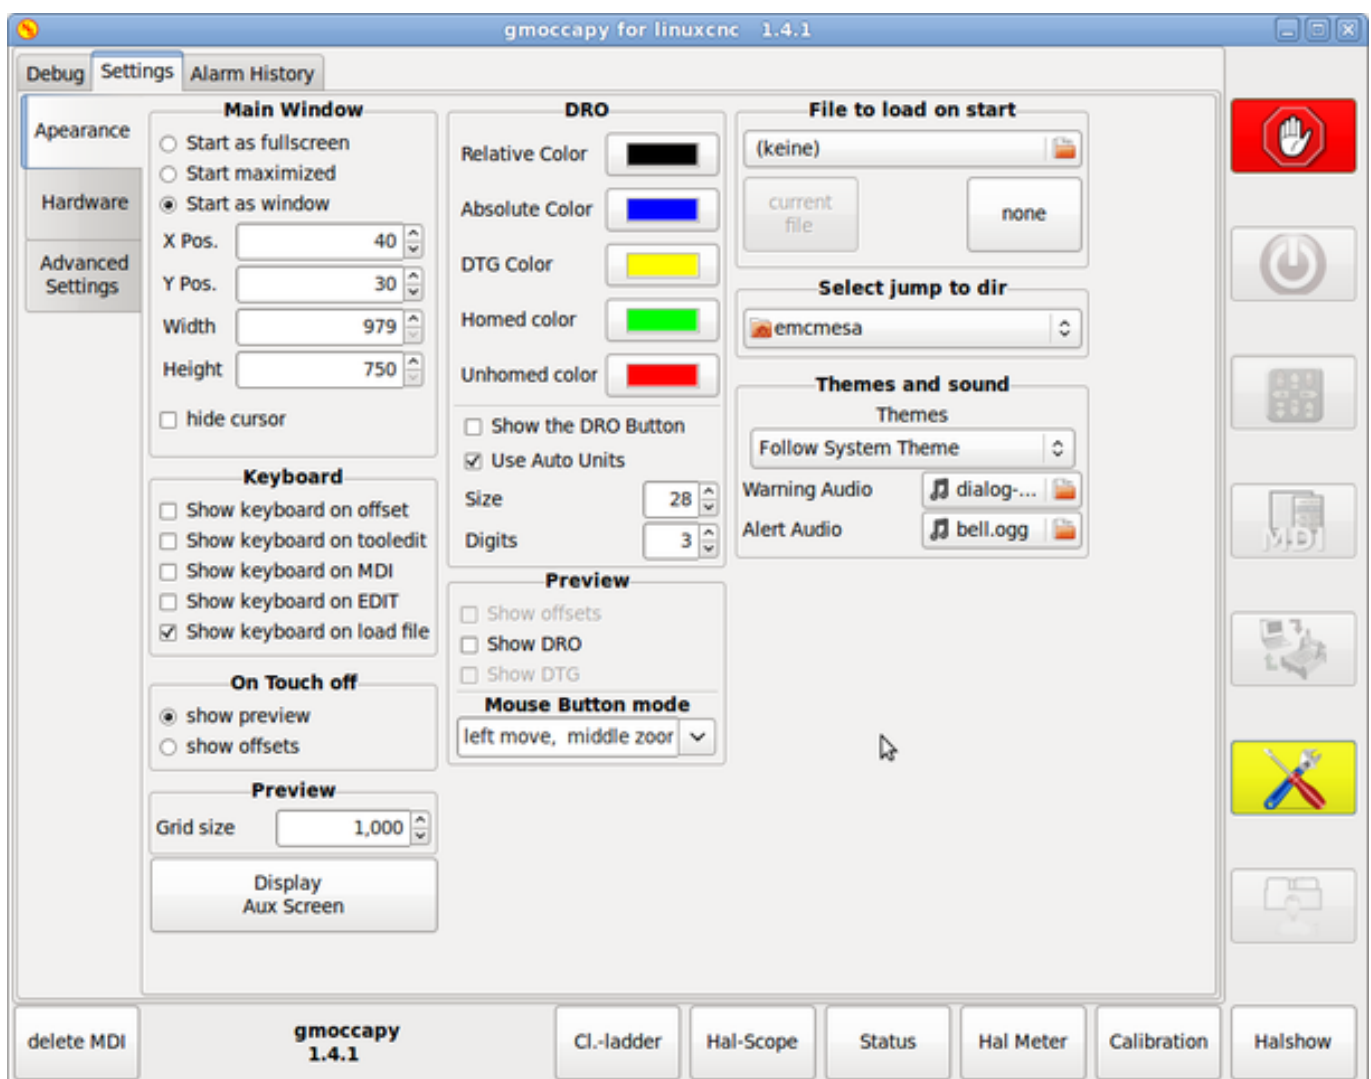 gmoccapy for linuxcnc 1.4.1
Debug
Settings
Alarm History
Apearance
Hardware
Advanced
Settings
Main Window
Start as fullscreen
Start maximized
Start as window
X Pos. 40
Y Pos. 30
Width 979
Height 750
hide cursor
Keyboard
Show keyboard on offset
Show keyboard on tooledit
Show keyboard on MDI
Show keyboard on EDIT
Show keyboard on load file
On Touch off
show preview
show offsets
Preview
Grid size 1,000
Display
Aux Screen
DRO
Relative Color
Absolute Color
DTG Color
Homed color
Unhomed color
Show the DRO Button
Use Auto Units
Size 28
Digits 3
Preview
Show offsets
Show DRO
Show DTG
Mouse Button mode
left move, middle zoor
File to load on start
(keine)
current
file
none
Select jump to dir
emcmesa
Themes and sound
Themes
Follow System Theme
Warning Audio dialog-...
Alert Audio bell.ogg
MDI
delete MDI
gmoccapy
1.4.1
Cl.-ladder
Hal-Scope
Status
Hal Meter
Calibration
Halshow